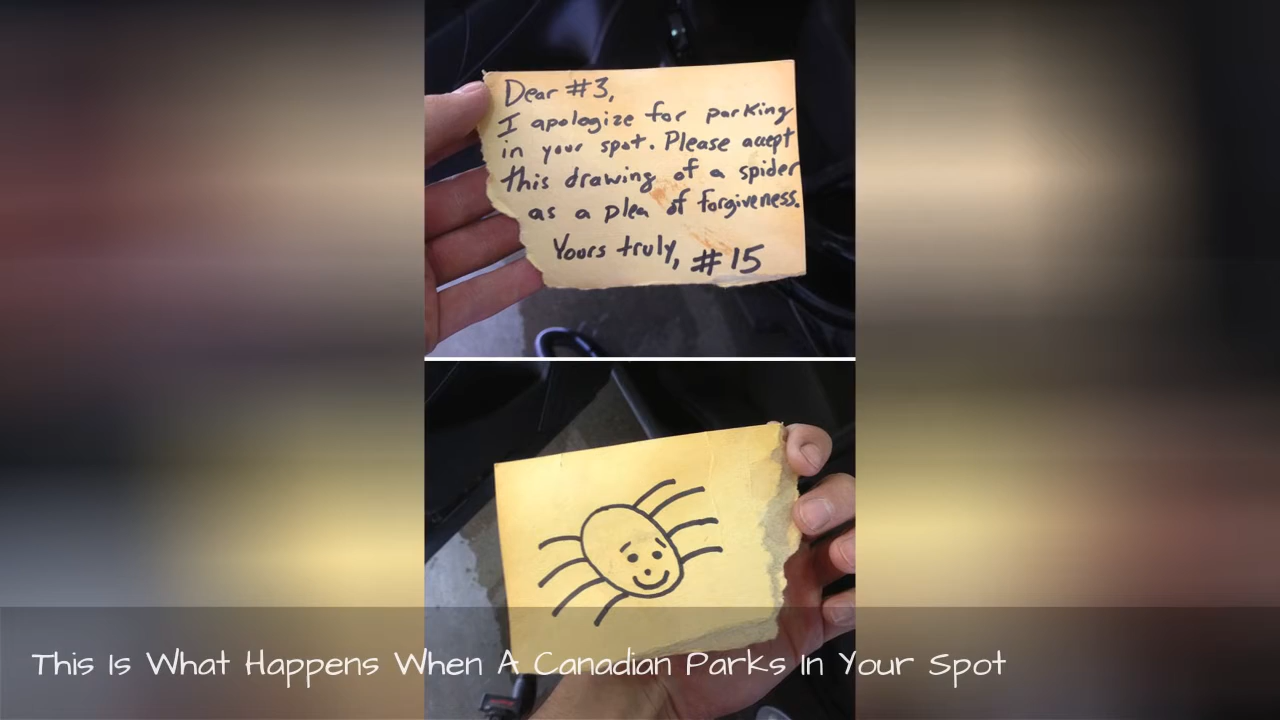 Dear #3,
I apologize for parking
in your spot. Please accept
this drawing of a spider
as a plea of forgiveness.
Yours truly, #15
This Is What Happens When A Canadian Parks In Your Spot